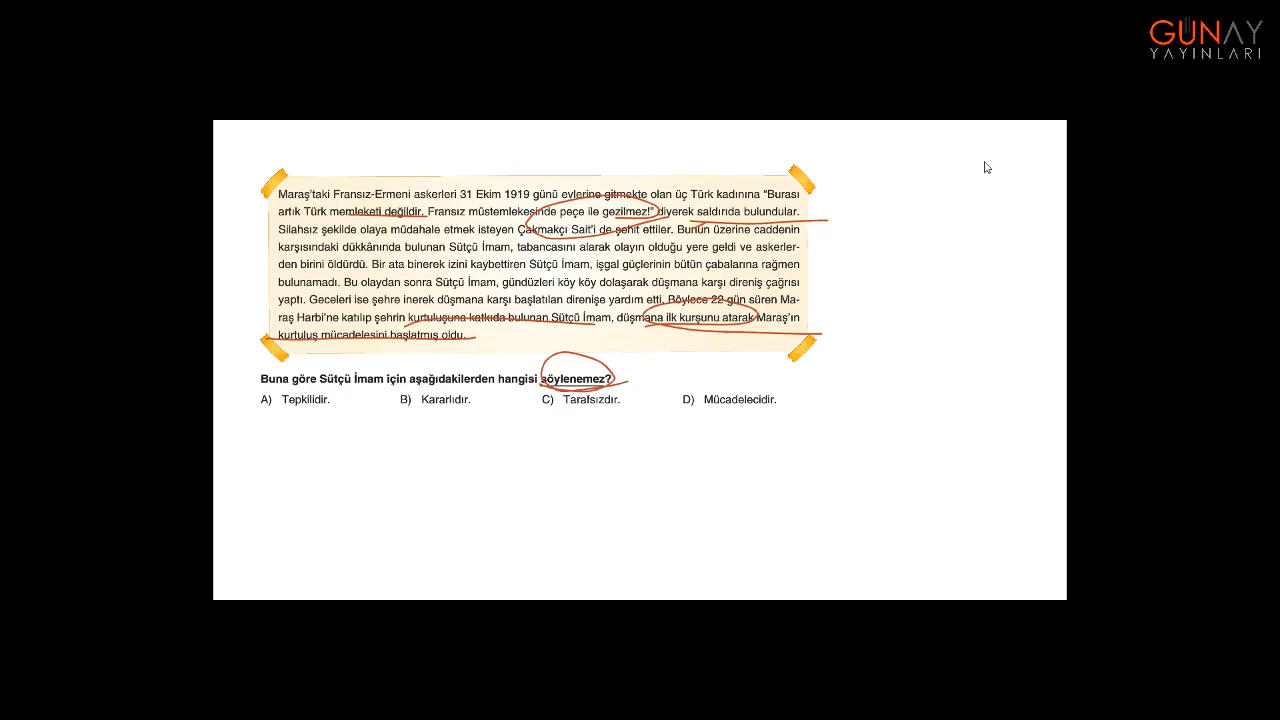 GÜNAY
YAYINLARI
Maraş'taki Fransız-Ermeni askerleri 31 Ekim 1919 günü evlerine gitmekte olan üç Türk kadınına “Burası
artık Türk memleketi değildir. Fransız müstemlekesinde peçe ile gezilmez!” diyerek saldırıda bulundular.
Silahsız şekilde olaya müdahale etmek isteyen Çakmakçı Sait'i de şehit ettiler. Bunun üzerine caddenin
karşısındaki dükkânında bulunan Sütçü İmam, tabancasını alarak olayın olduğu yere geldi ve askerler-
den birini öldürdü. Bir ata binerek izini kaybettiren Sütçü İmam, işgal güçlerinin bütün çabalarına rağmen
bulunamadı. Bu olaydan sonra Sütçü İmam, gündüzleri köy köy dolaşarak düşmana karşı direniş çağrısı
yaptı. Geceleri ise şehre inerek düşmana karşı başlatılan direnişe yardım etti. Böylece 22 gün süren Ma-
raş Harbi'ne katılıp şehrin kurtuluşuna katkıda bulunan Sütçü İmam, düşmana ilk kurşunu atarak Maraş'ın
kurtuluş mücadelesini başlatmış oldu.
Buna göre Sütçü İmam için aşağıdakilerden hangisi söylenemez?
A) Tepkilidir. B) Kararlıdır. C) Tarafsızdır. D) Mücadelecidir.